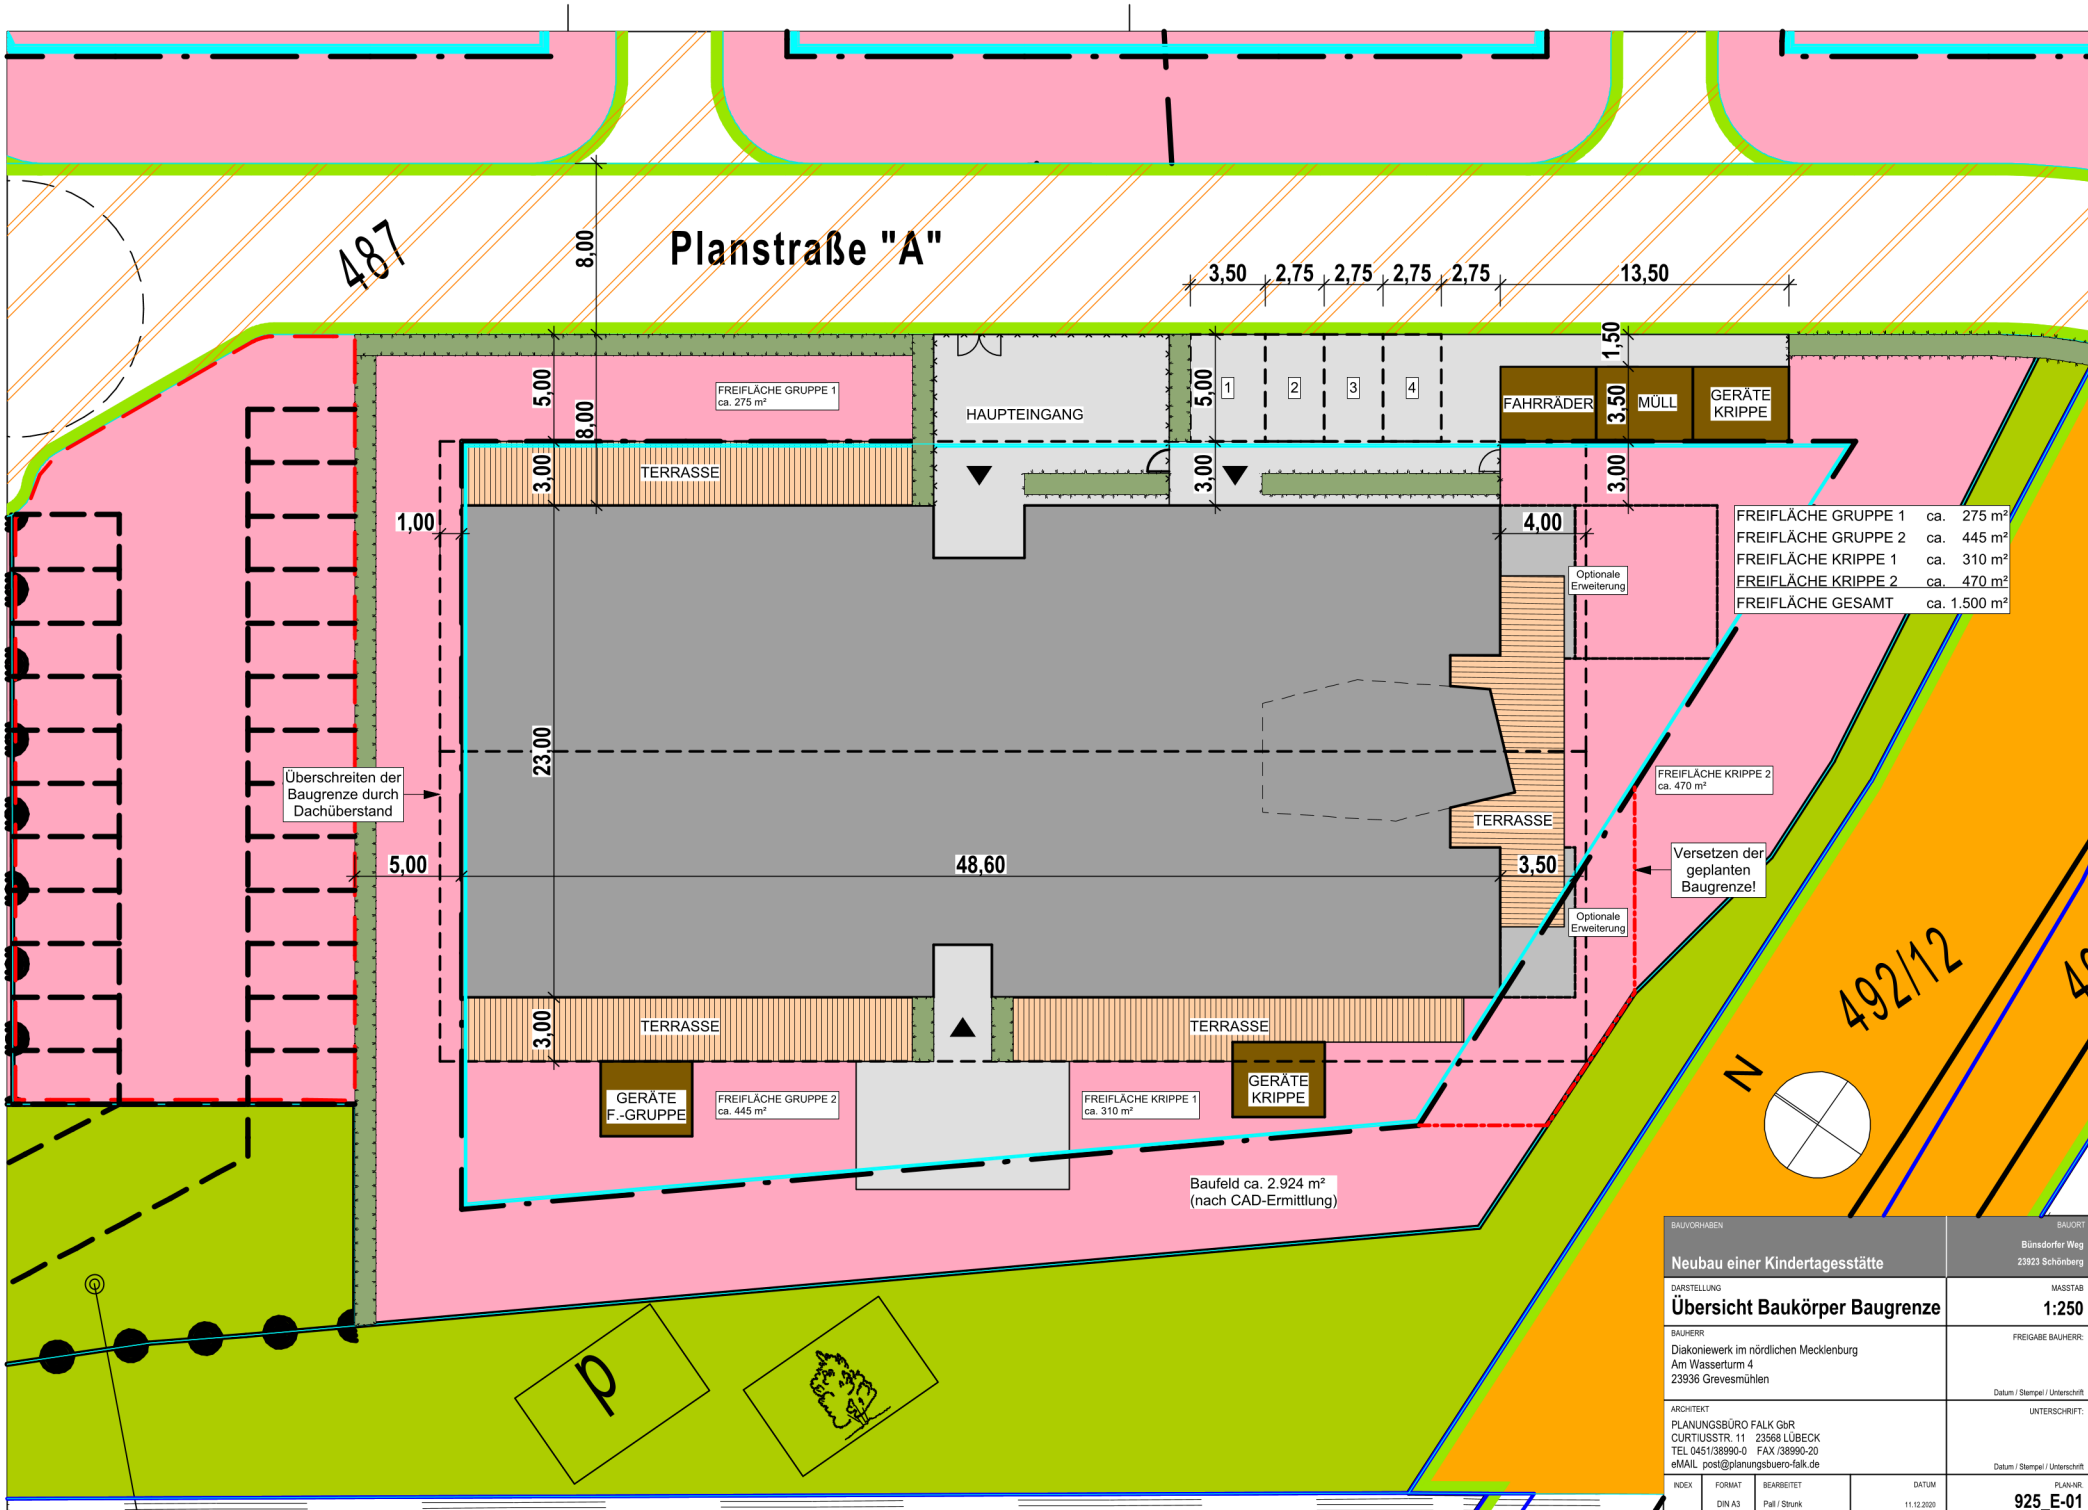 487
Planstraße "A"
8,00
3,50
2,75
2,75
2,75
2,75
13,50
1,50
5,00
8,00
FREIFLÄCHE GRUPPE 1
ca. 275 m²
HAUPTEINGANG
5,00
1
2
3
4
FAHRRÄDER
3,50
MÜLL
GERÄTE
KRIPPE
3,00
TERRASSE
3,00
3,00
1,00
4,00
FREIFLÄCHE GRUPPE 1 ca. 275 m²
FREIFLÄCHE GRUPPE 2 ca. 445 m²
FREIFLÄCHE KRIPPE 1 ca. 310 m²
FREIFLÄCHE KRIPPE 2 ca. 470 m²
FREIFLÄCHE GESAMT ca. 1.500 m²
Optionale
Erweiterung
23,00
Überschreiten der
Baugrenze durch
Dachüberstand
FREIFLÄCHE KRIPPE 2
ca. 470 m²
TERRASSE
5,00
48,60
3,50
Versetzen der
geplanten
Baugrenze!
Optionale
Erweiterung
492/12
3,00
TERRASSE
TERRASSE
GERÄTE
F.-GRUPPE
FREIFLÄCHE GRUPPE 2
ca. 445 m²
FREIFLÄCHE KRIPPE 1
ca. 310 m²
GERÄTE
KRIPPE
N
Baufeld ca. 2.924 m²
(nach CAD-Ermittlung)
p
BAUVORHABEN
Neubau einer Kindertagesstätte
BAUORT
Bünsdorfer Weg
23923 Schönberg
DARSTELLUNG
Übersicht Baukörper Baugrenze
MASSTAB
1:250
BAUHERR
Diakoniewerk im nördlichen Mecklenburg
Am Wasserturm 4
23936 Grevesmühlen
FREIGABE BAUHERR:
Datum / Stempel / Unterschrift
ARCHITEKT
PLANUNGSBÜRO FALK GbR
CURTIUSSTR. 11 23568 LÜBECK
TEL 0451/38990-0 FAX /38990-20
eMAIL post@planungsbuero-falk.de
UNTERSCHRIFT:
Datum / Stempel / Unterschrift
INDEX FORMAT BEARBEITET DATUM PLAN-NR.
DIN A3 Pall / Strunk 11.12.2020 925_E-01